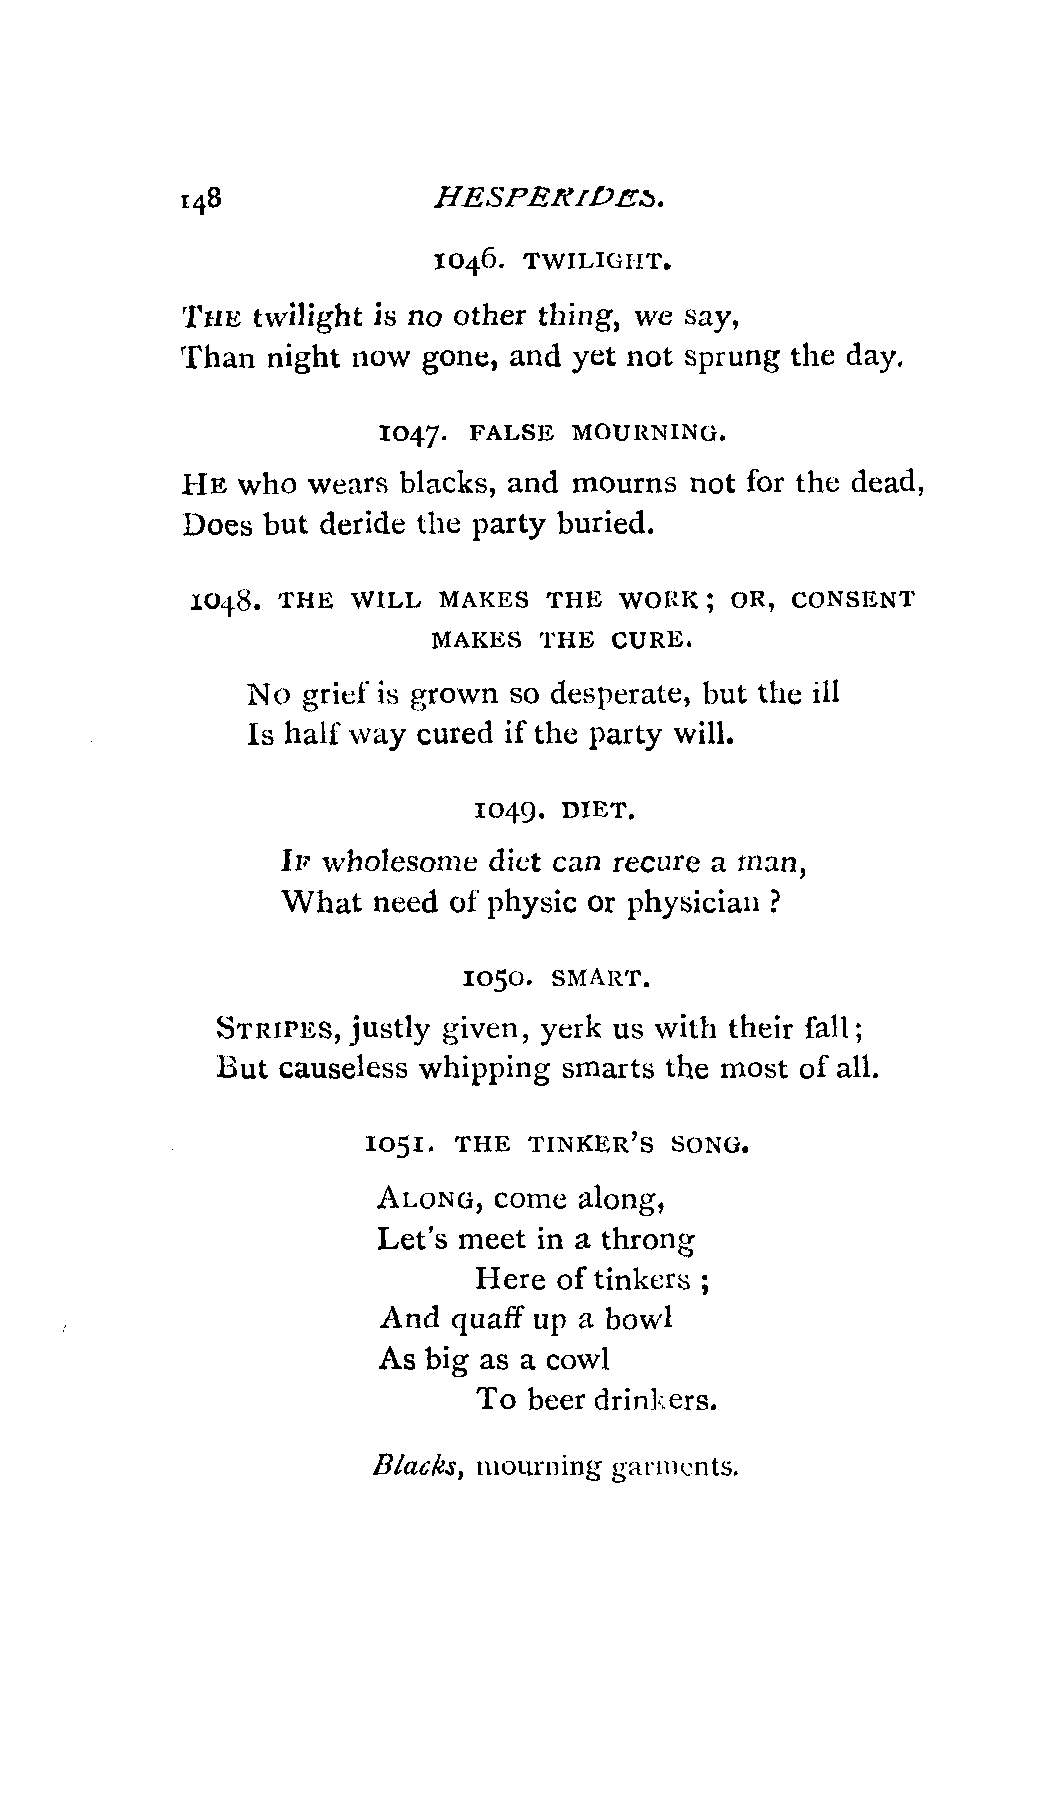 148 HESPERIDES.
1046. TWILIGHT.
THE twilight is no other thing, we say,
Than night now gone, and yet not sprung the day.
1047. FALSE MOURNING.
HE who wears blacks, and mourns not for the dead,
Does but deride the party buried.
1048. THE WILL MAKES THE WORK; OR, CONSENT
MAKES THE CURE.
No grief is grown so desperate, but the ill
Is half way cured if the party will.
1049. DIET.
IF wholesome diet can recure a man,
What need of physic or physician ?
1050. SMART.
STRIPES, justly given, yerk us with their fall;
But causeless whipping smarts the most of all.
1051. THE TINKER'S SONG.
ALONG, come along,
Let's meet in a throng
Here of tinkers ;
And quaff up a bowl
As big as a cowl
To beer drinkers.
Blacks, mourning garments.